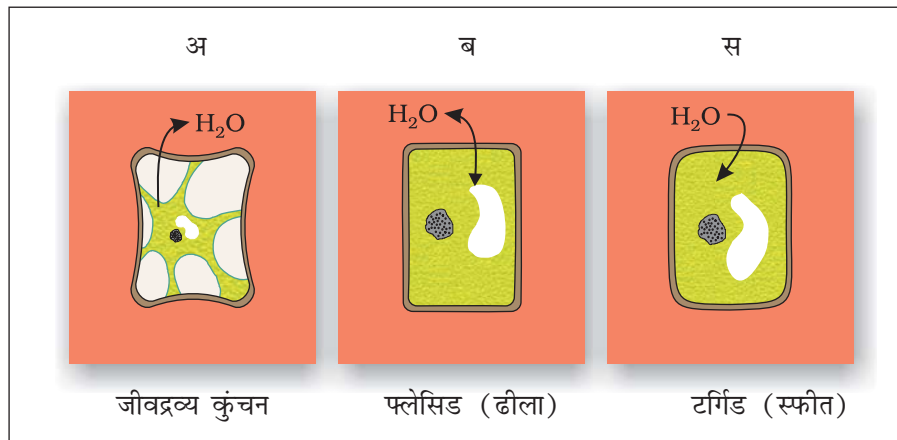 अ ब स
H₂O H₂O H₂O
जीवद्रव्य कुंचन फ्लेसिड (ढीला) टर्गिड (स्फीत)